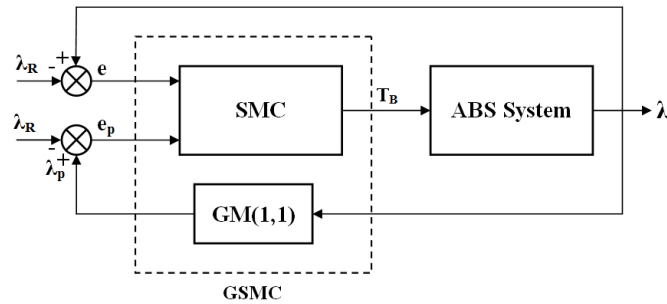 +
λR - e
SMC
TB
ABS System
λ
λR ep
-
λp +
GM(1,1)
GSMC